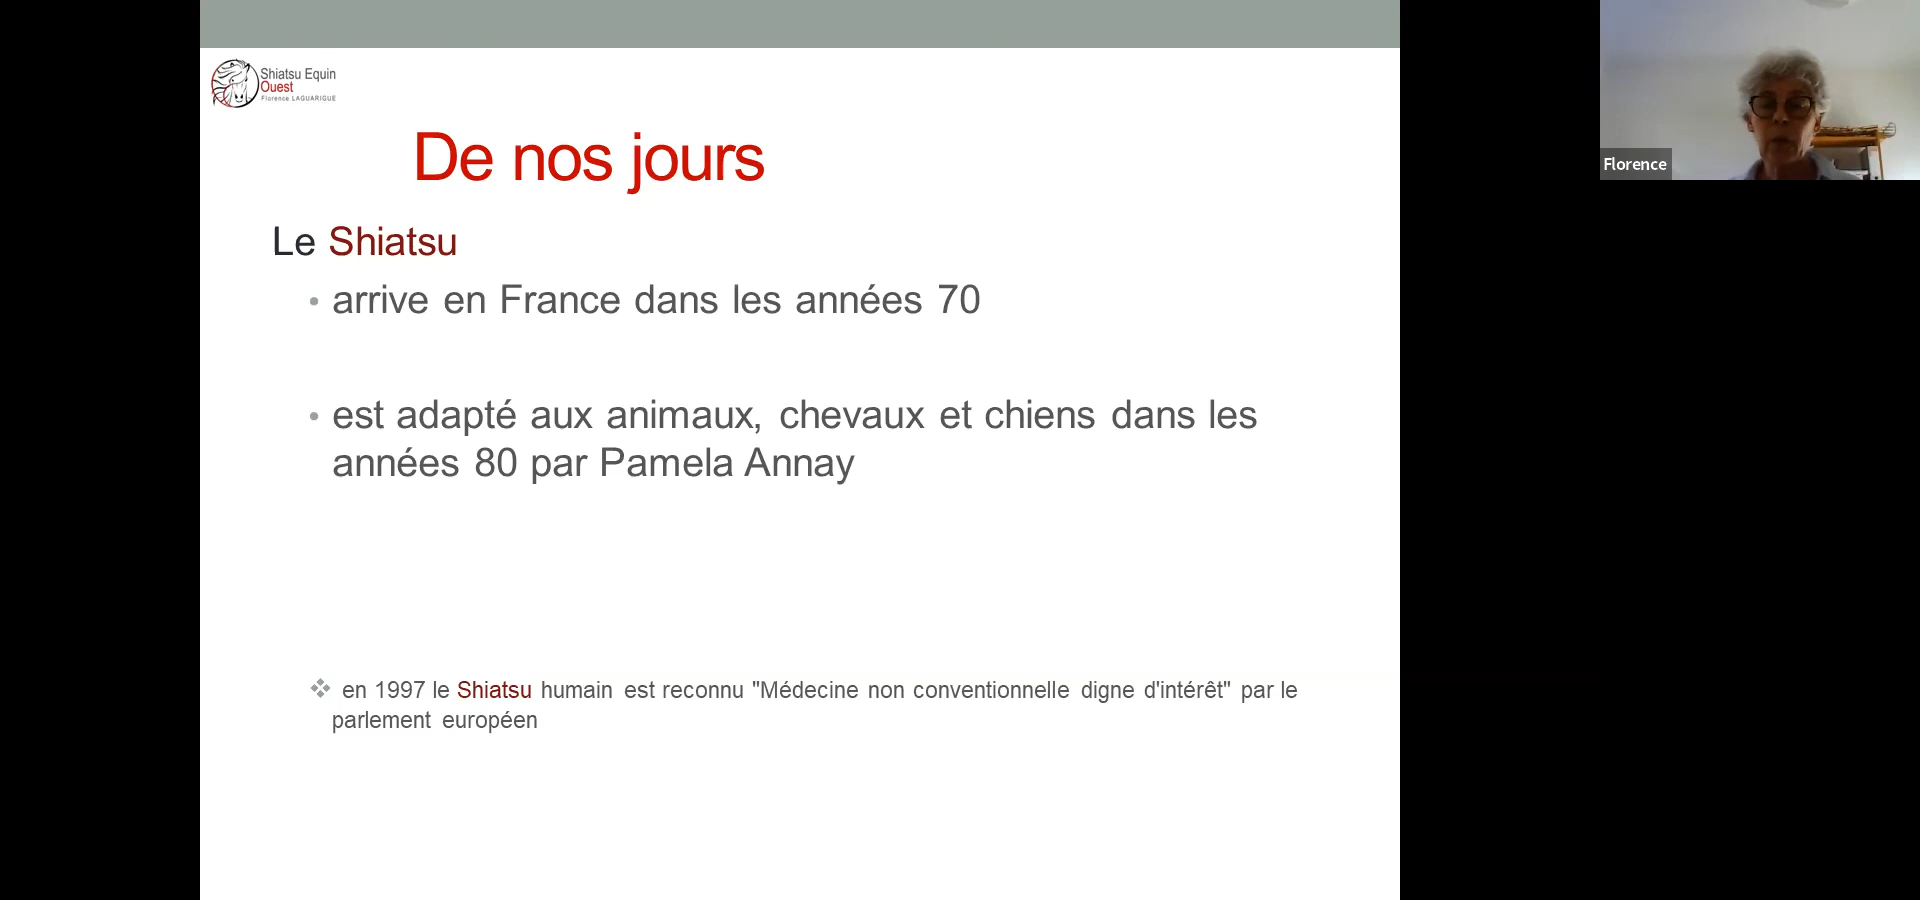 Shiatsu Equin
Ouest
Florence LAGUARIGUE
De nos jours
Le Shiatsu
• arrive en France dans les années 70
• est adapté aux animaux, chevaux et chiens dans les
années 80 par Pamela Annay
❖ en 1997 le Shiatsu humain est reconnu "Médecine non conventionnelle digne d'intérêt" par le
parlement européen
Florence